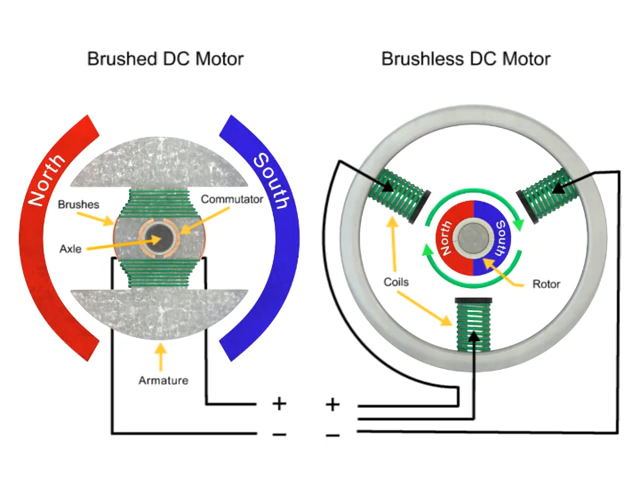 Brushed DC Motor
Brushless DC Motor
North
South
Brushes
Commutator
Axle
Armature
+
−
North
South
Coils
Rotor
+
−